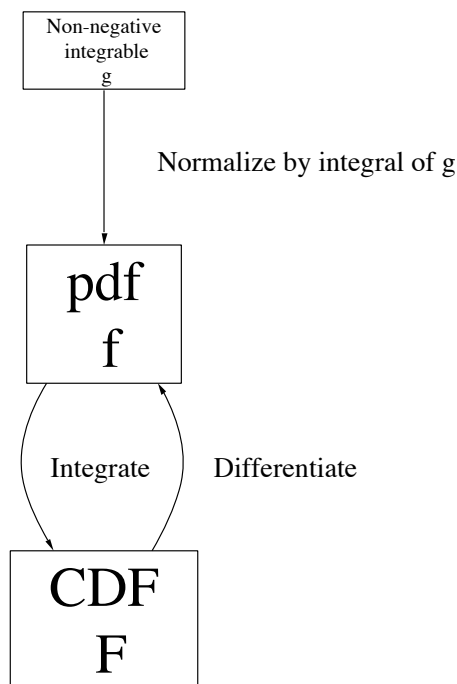 Non-negative
integrable
g
Normalize by integral of g
pdf
f
Integrate
Differentiate
CDF
F